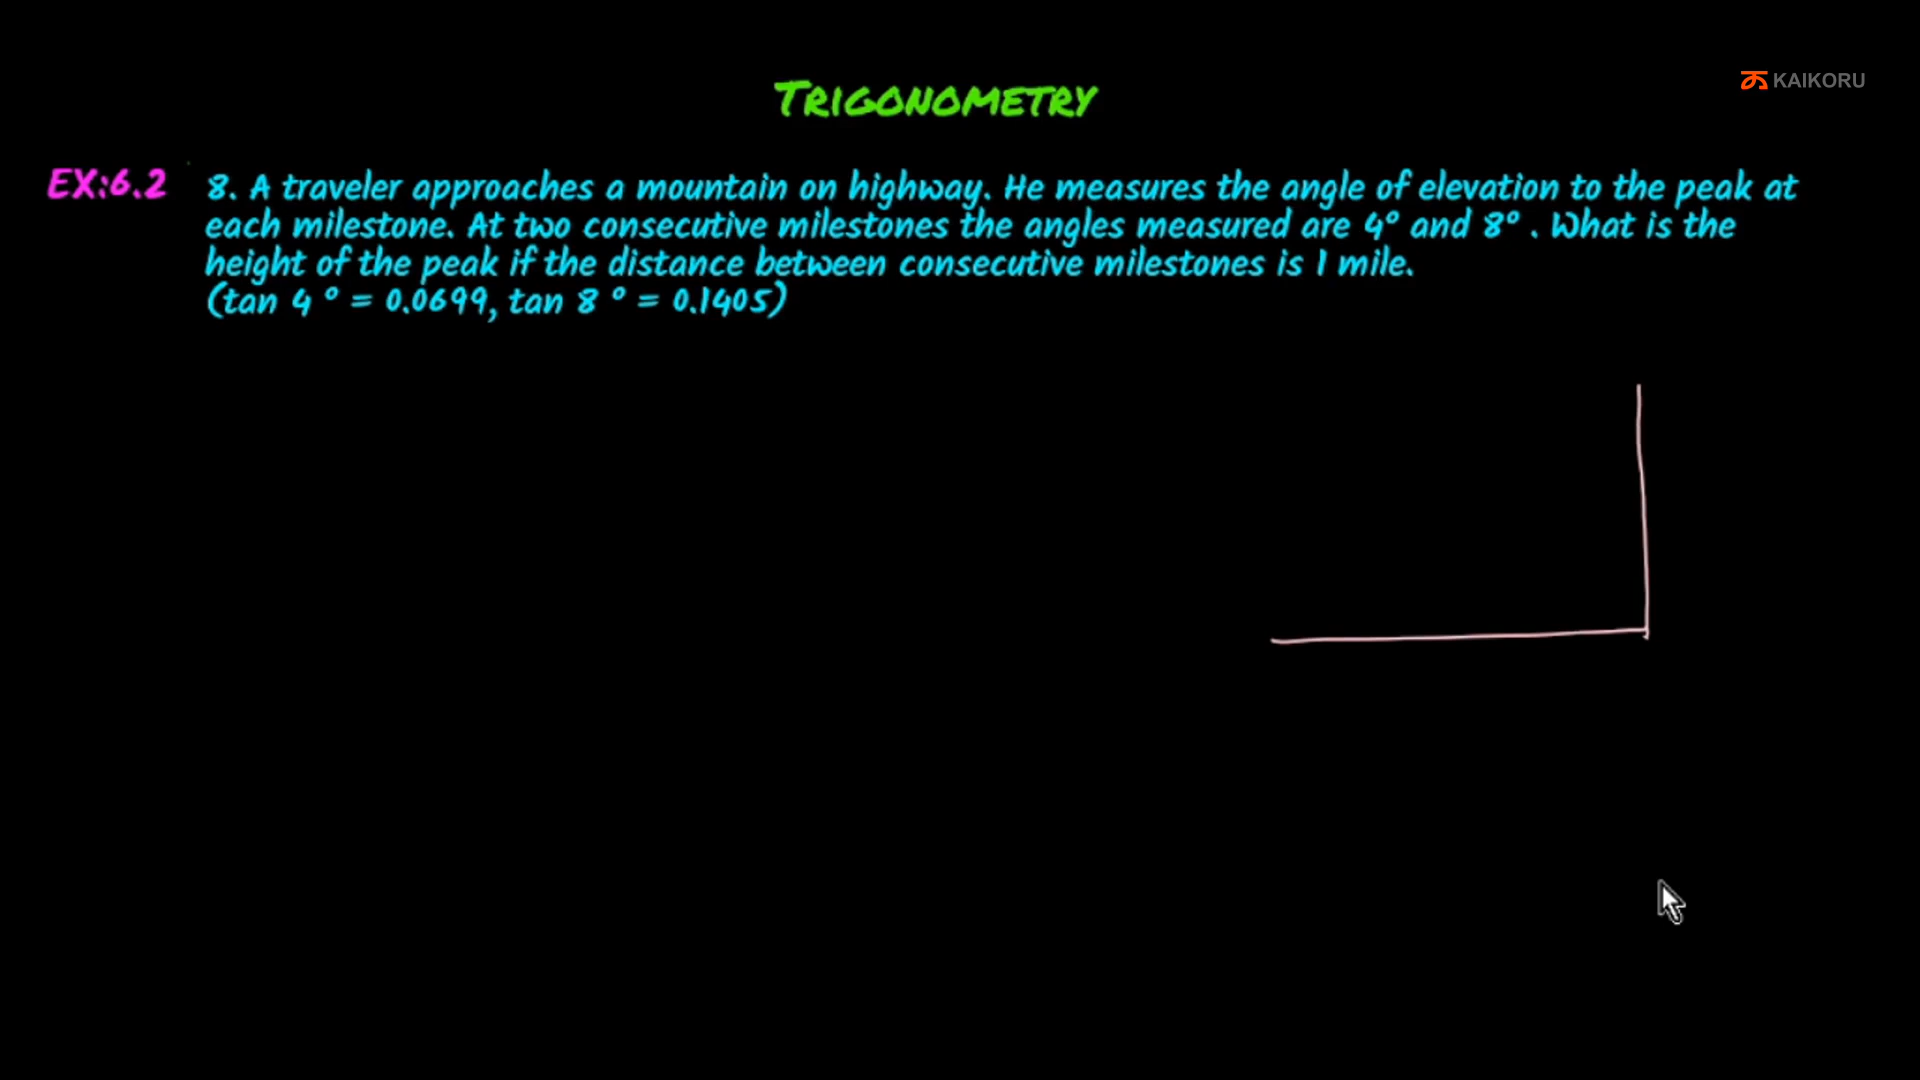 KAIKORU
TRIGONOMETRY
EX:6.2
8. A traveler approaches a mountain on highway. He measures the angle of elevation to the peak at
each milestone. At two consecutive milestones the angles measured are 4° and 8° . What is the
height of the peak if the distance between consecutive milestones is 1 mile.
(tan 4 ° = 0.0699, tan 8 ° = 0.1405)